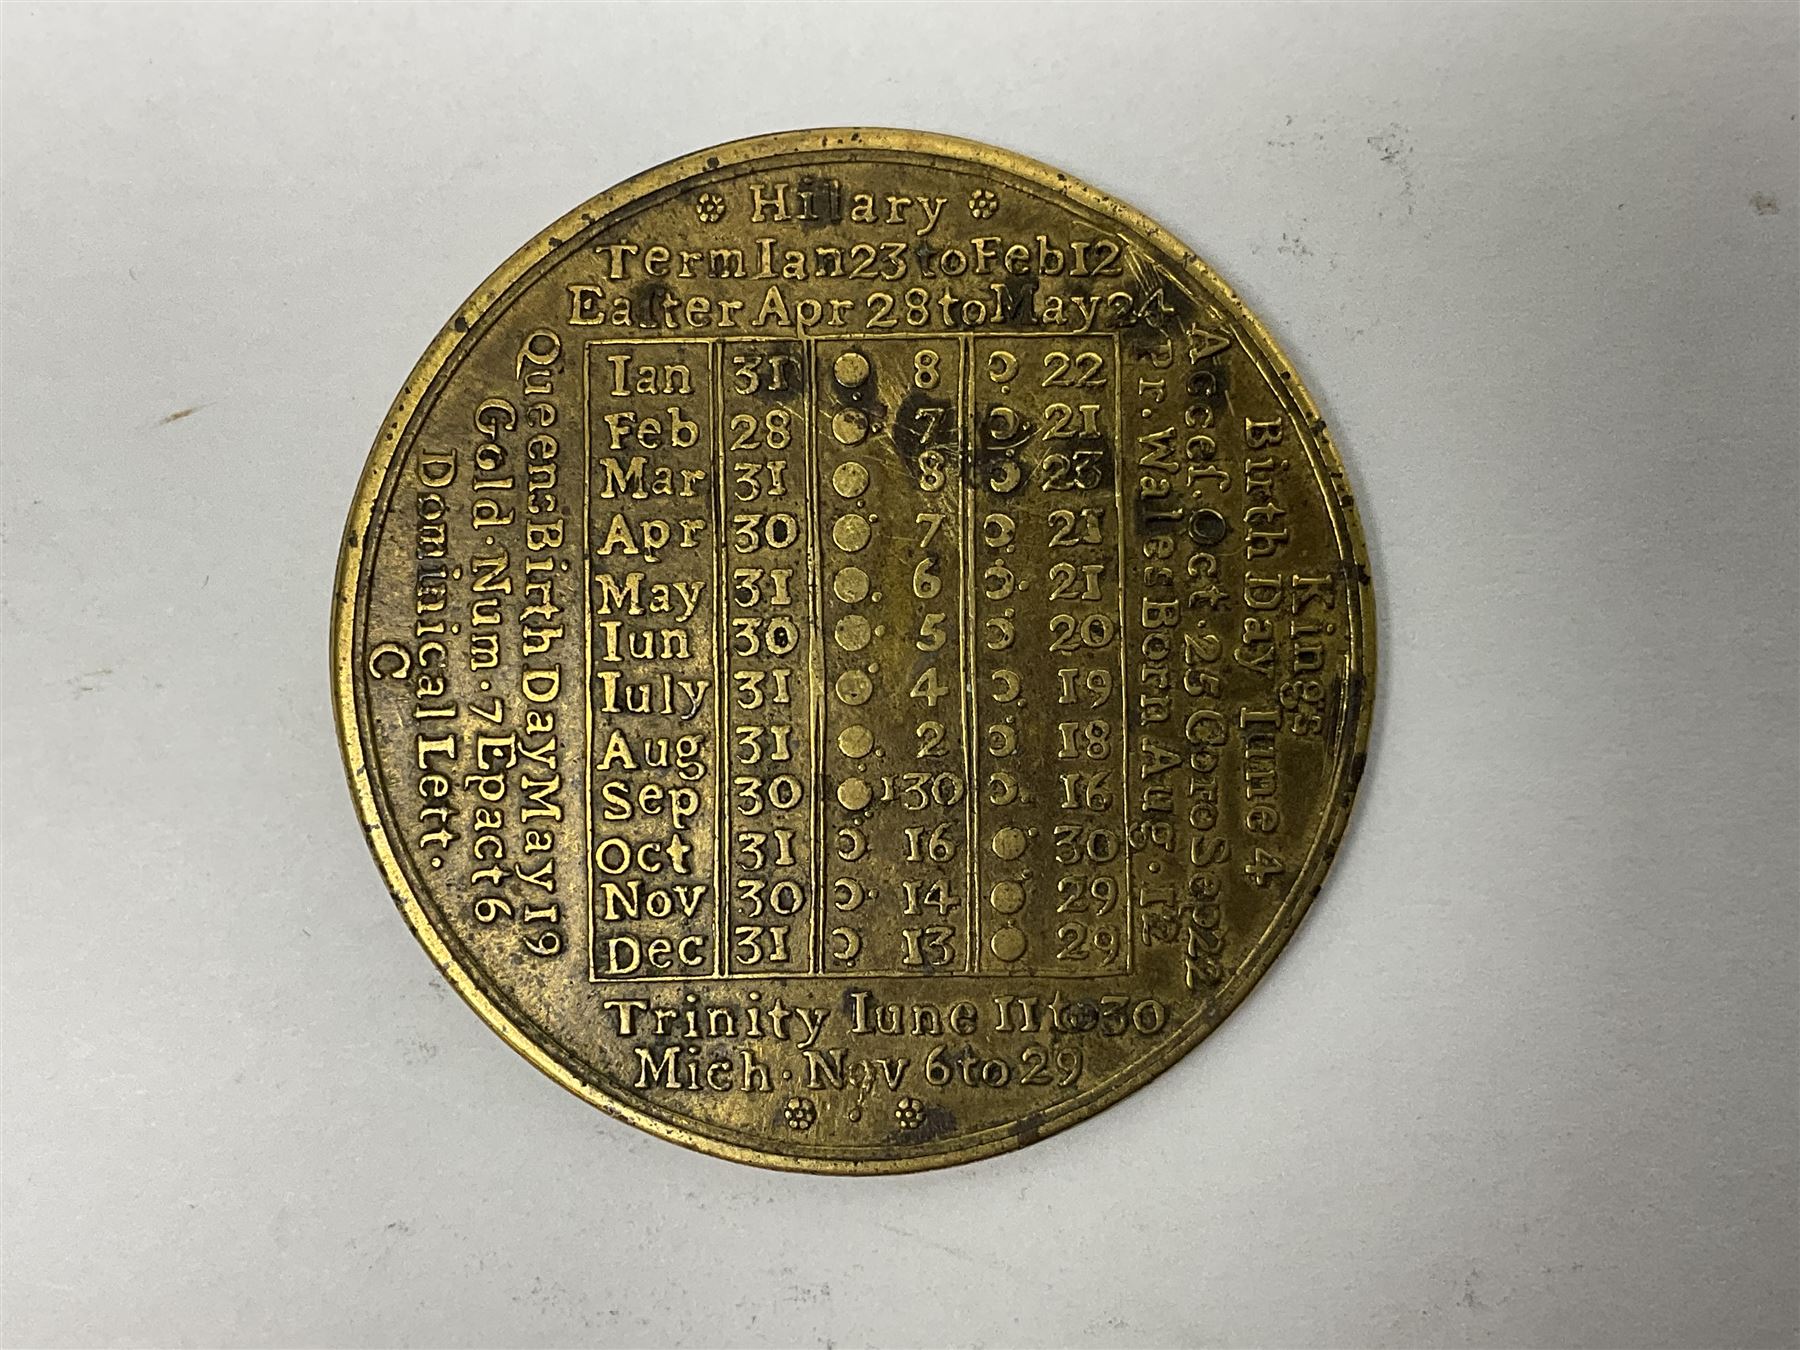 Hilary
Term Ian 23 to Feb 12
Eaſter Apr 28 to May 24
Ian 31 8 22
Feb 28 7 21
Mar 31 8 23
Apr 30 7 21
May 31 6 21
Iun 30 5 20
Iuly 31 4 19
Aug 31 2 18
Sep 30 130 16
Oct 31 16 30
Nov 30 14 29
Dec 31 13 29
Trinity Iune 11 to 30
Mich. Nov 6 to 29
King's
Birth Day Iune 4
Acceſ. Oct. 25 Coro Sep 22
Pr. Wales Born Aug. 12
Queens Birth Day May 19
Gold. Num. 7 Epact 6
Dominical Lett.
C